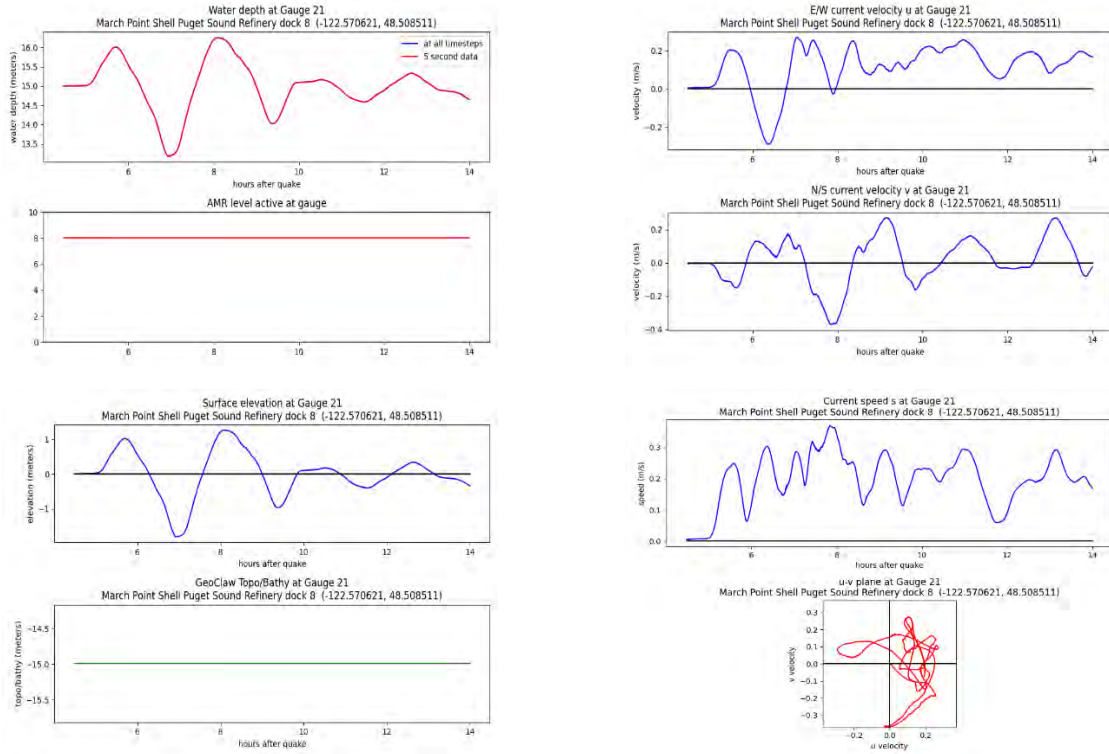 Water depth at Gauge 21
March Point Shell Puget Sound Refinery dock 8 (-122.570621, 48.508511)
16.0
15.5
15.0
14.5
14.0
13.5
water depth (meters)
at all timesteps
5 second data
6 8 10 12 14
hours after quake
AMR level active at gauge
10
8
6
4
2
0
6 8 10 12 14
Surface elevation at Gauge 21
March Point Shell Puget Sound Refinery dock 8 (-122.570621, 48.508511)
1
0
−1
elevation (meters)
6 8 10 12 14
hours after quake
GeoClaw Topo/Bathy at Gauge 21
March Point Shell Puget Sound Refinery dock 8 (-122.570621, 48.508511)
−14.5
−15.0
−15.5
topo/bathy (meters)
6 8 10 12 14
hours after quake
E/W current velocity u at Gauge 21
March Point Shell Puget Sound Refinery dock 8 (-122.570621, 48.508511)
0.2
0.0
−0.2
velocity (m/s)
6 8 10 12 14
hours after quake
N/S current velocity v at Gauge 21
March Point Shell Puget Sound Refinery dock 8 (-122.570621, 48.508511)
0.2
0.0
−0.2
−0.4
velocity (m/s)
6 8 10 12 14
hours after quake
Current speed s at Gauge 21
March Point Shell Puget Sound Refinery dock 8 (-122.570621, 48.508511)
0.3
0.2
0.1
0.0
speed (m/s)
6 8 10 12 14
hours after quake
u-v plane at Gauge 21
March Point Shell Puget Sound Refinery dock 8 (-122.570621, 48.508511)
0.3
0.2
0.1
0.0
−0.1
−0.2
−0.3
v velocity
−0.2 0.0 0.2
u velocity